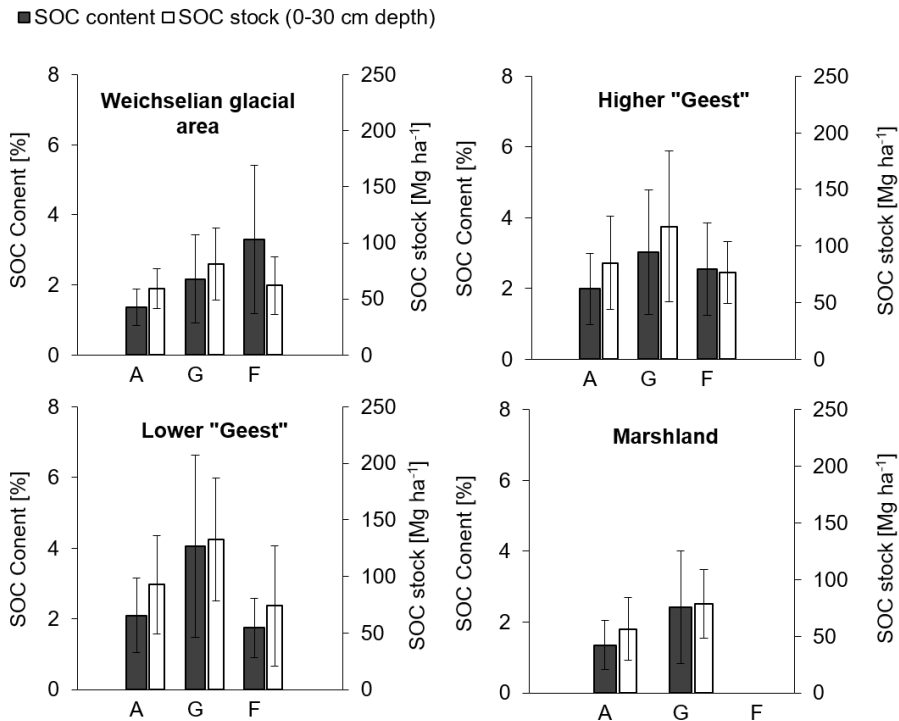 SOC content SOC stock (0-30 cm depth)
Weichselian glacial
area
SOC Conent [%]
8
6
4
2
0
A G F
250
200
150
100
50
0
SOC stock [Mg ha⁻¹]
Higher "Geest"
SOC Conent [%]
8
6
4
2
0
A G F
250
200
150
100
50
0
SOC stock [Mg ha⁻¹]
Lower "Geest"
SOC Conent [%]
8
6
4
2
0
A G F
250
200
150
100
50
0
SOC stock [Mg ha⁻¹]
Marshland
SOC Conent [%]
8
6
4
2
0
A G F
250
200
150
100
50
0
SOC stock [Mg ha⁻¹]